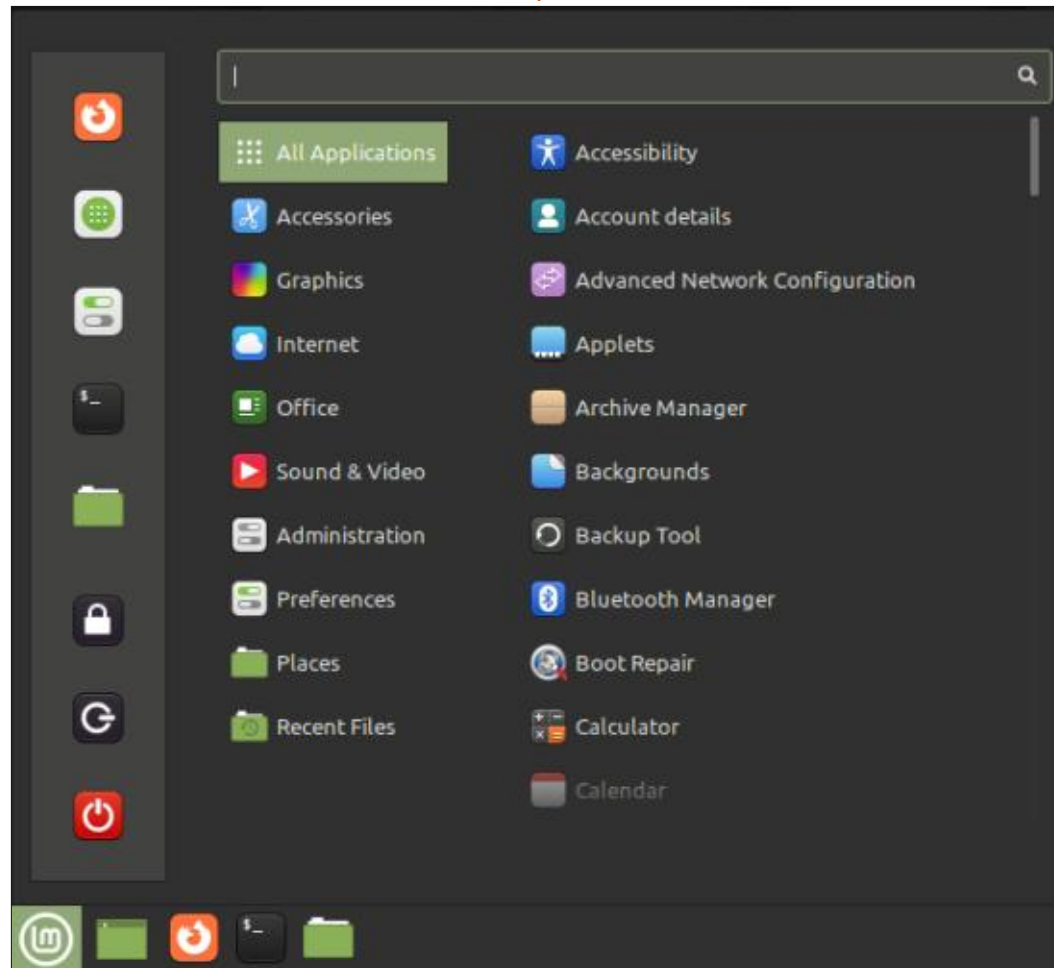 All Applications
Accessories
Graphics
Internet
Office
Sound & Video
Administration
Preferences
Places
Recent Files
Accessibility
Account details
Advanced Network Configuration
Applets
Archive Manager
Backgrounds
Backup Tool
Bluetooth Manager
Boot Repair
Calculator
Calendar
$_
$_